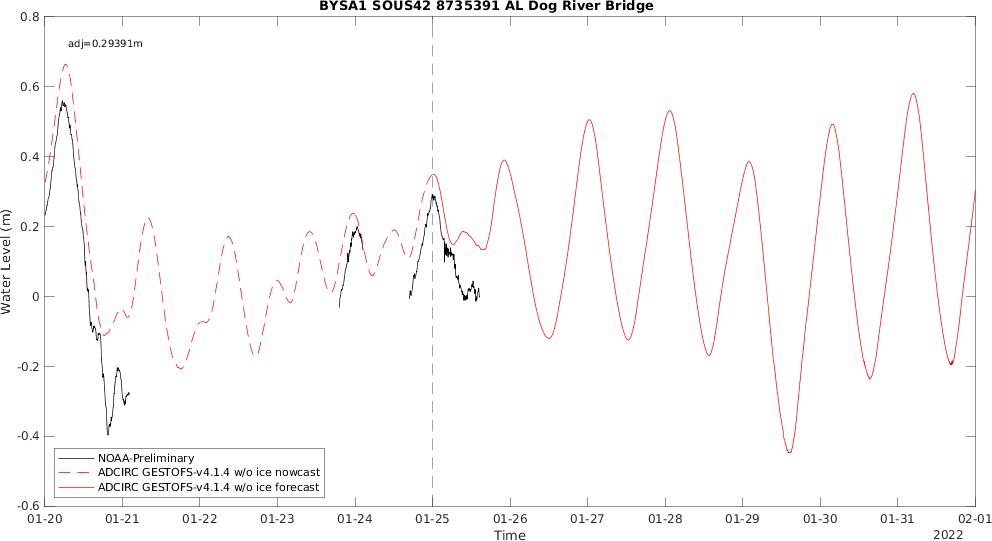 BYSA1 SOUS42 8735391 AL Dog River Bridge
adj=0.29391m
0.8
0.6
0.4
0.2
0
-0.2
-0.4
-0.6
Water Level (m)
NOAA-Preliminary
ADCIRC GESTOFS-v4.1.4 w/o ice nowcast
ADCIRC GESTOFS-v4.1.4 w/o ice forecast
01-20 01-21 01-22 01-23 01-24 01-25 01-26 01-27 01-28 01-29 01-30 01-31 02-01
Time
2022